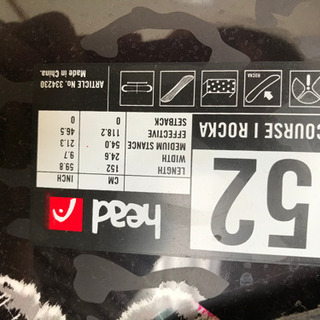 head
52
COURSE I ROCKA
CM INCH
LENGTH 152 59.8
WIDTH 24.6 9.7
MEDIUM STANCE 54.0 21.3
EFFECTIVE 118.2 46.5
SETBACK 0 0
ROCKA
ARTICLE No. 334230
Made in China.